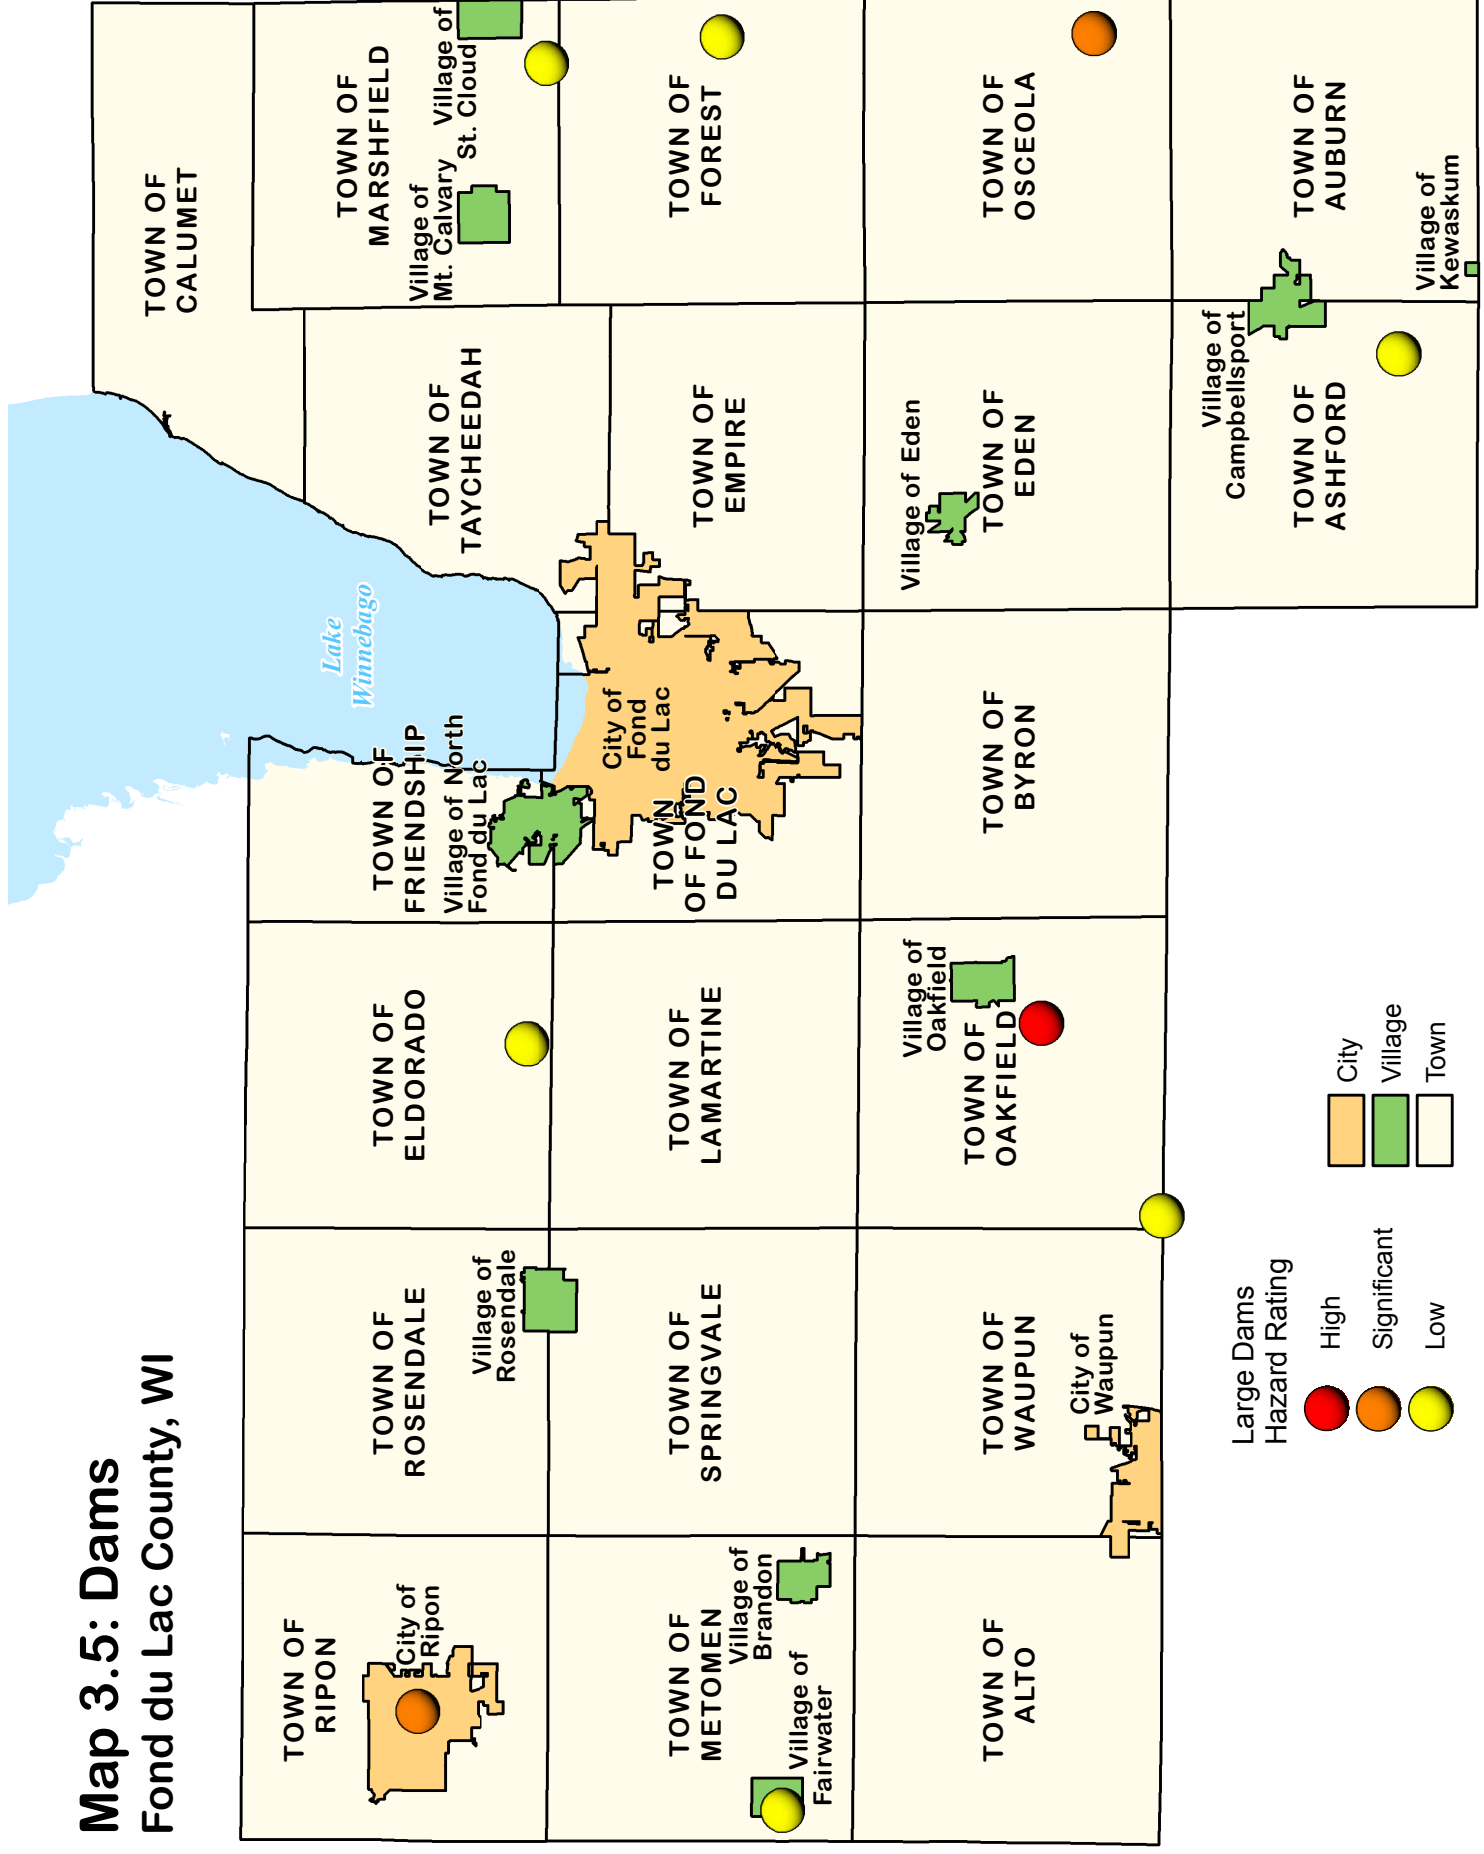 Map 3.5: Dams
Fond du Lac County, WI
TOWN OF
RIPON
City of
Ripon
TOWN OF
ROSENDALE
Village of
Rosendale
TOWN OF
ELDORADO
TOWN OF
FRIENDSHIP
Village of North
Fond du Lac
Lake
Winnebago
TOWN OF
CALUMET
TOWN OF
TAYCHEEDAH
TOWN OF
MARSHFIELD
Village of
Mt. Calvary
Village of
St. Cloud
TOWN OF
METOMEN
Village of
Brandon
Village of
Fairwater
TOWN OF
SPRINGVALE
TOWN OF
LAMARTINE
TOWN
OF FOND
DU LAC
City of
Fond
du Lac
TOWN OF
EMPIRE
TOWN OF
FOREST
TOWN OF
ALTO
TOWN OF
WAUPUN
City of
Waupun
TOWN OF
OAKFIELD
Village of
Oakfield
TOWN OF
BYRON
Village of Eden
TOWN OF
EDEN
TOWN OF
OSCEOLA
Village of
Campbellsport
TOWN OF
ASHFORD
TOWN OF
AUBURN
Village of
Kewaskum
Large Dams
Hazard Rating
High
Significant
Low
City
Village
Town